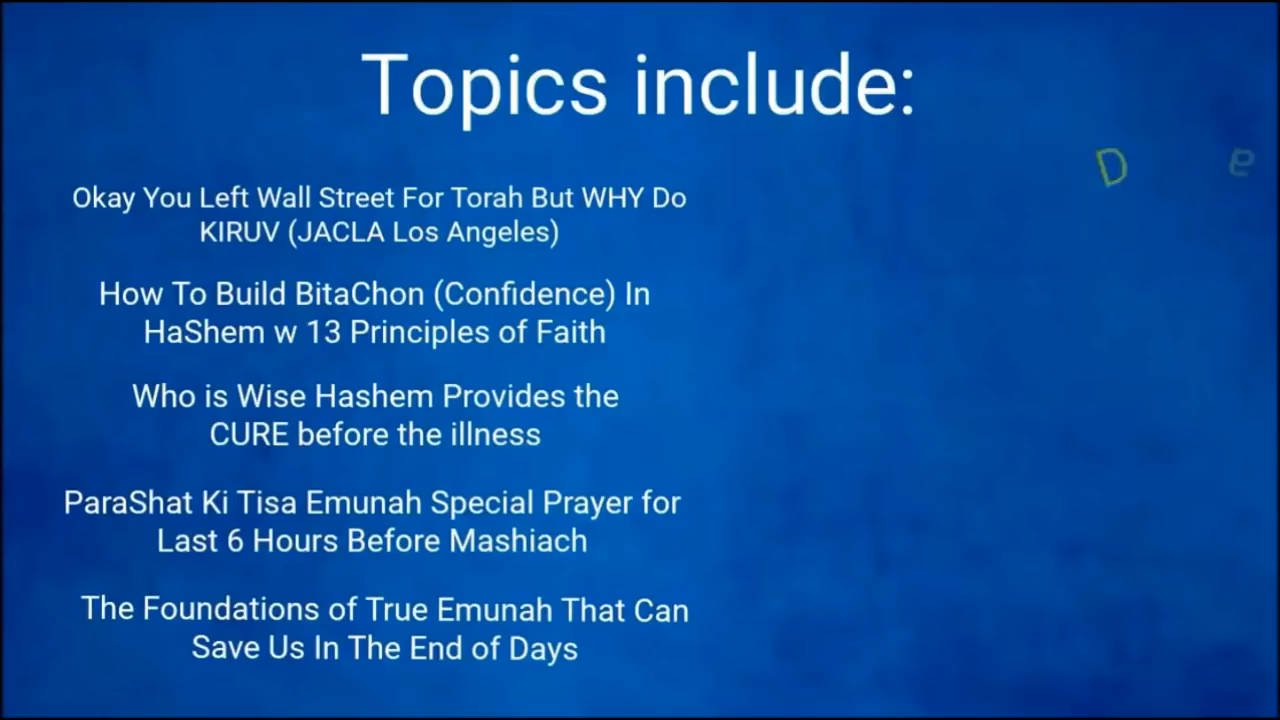 Topics include:
D e
Okay You Left Wall Street For Torah But WHY Do
KIRUV (JACLA Los Angeles)
How To Build BitaChon (Confidence) In
HaShem w 13 Principles of Faith
Who is Wise Hashem Provides the
CURE before the illness
ParaShat Ki Tisa Emunah Special Prayer for
Last 6 Hours Before Mashiach
The Foundations of True Emunah That Can
Save Us In The End of Days